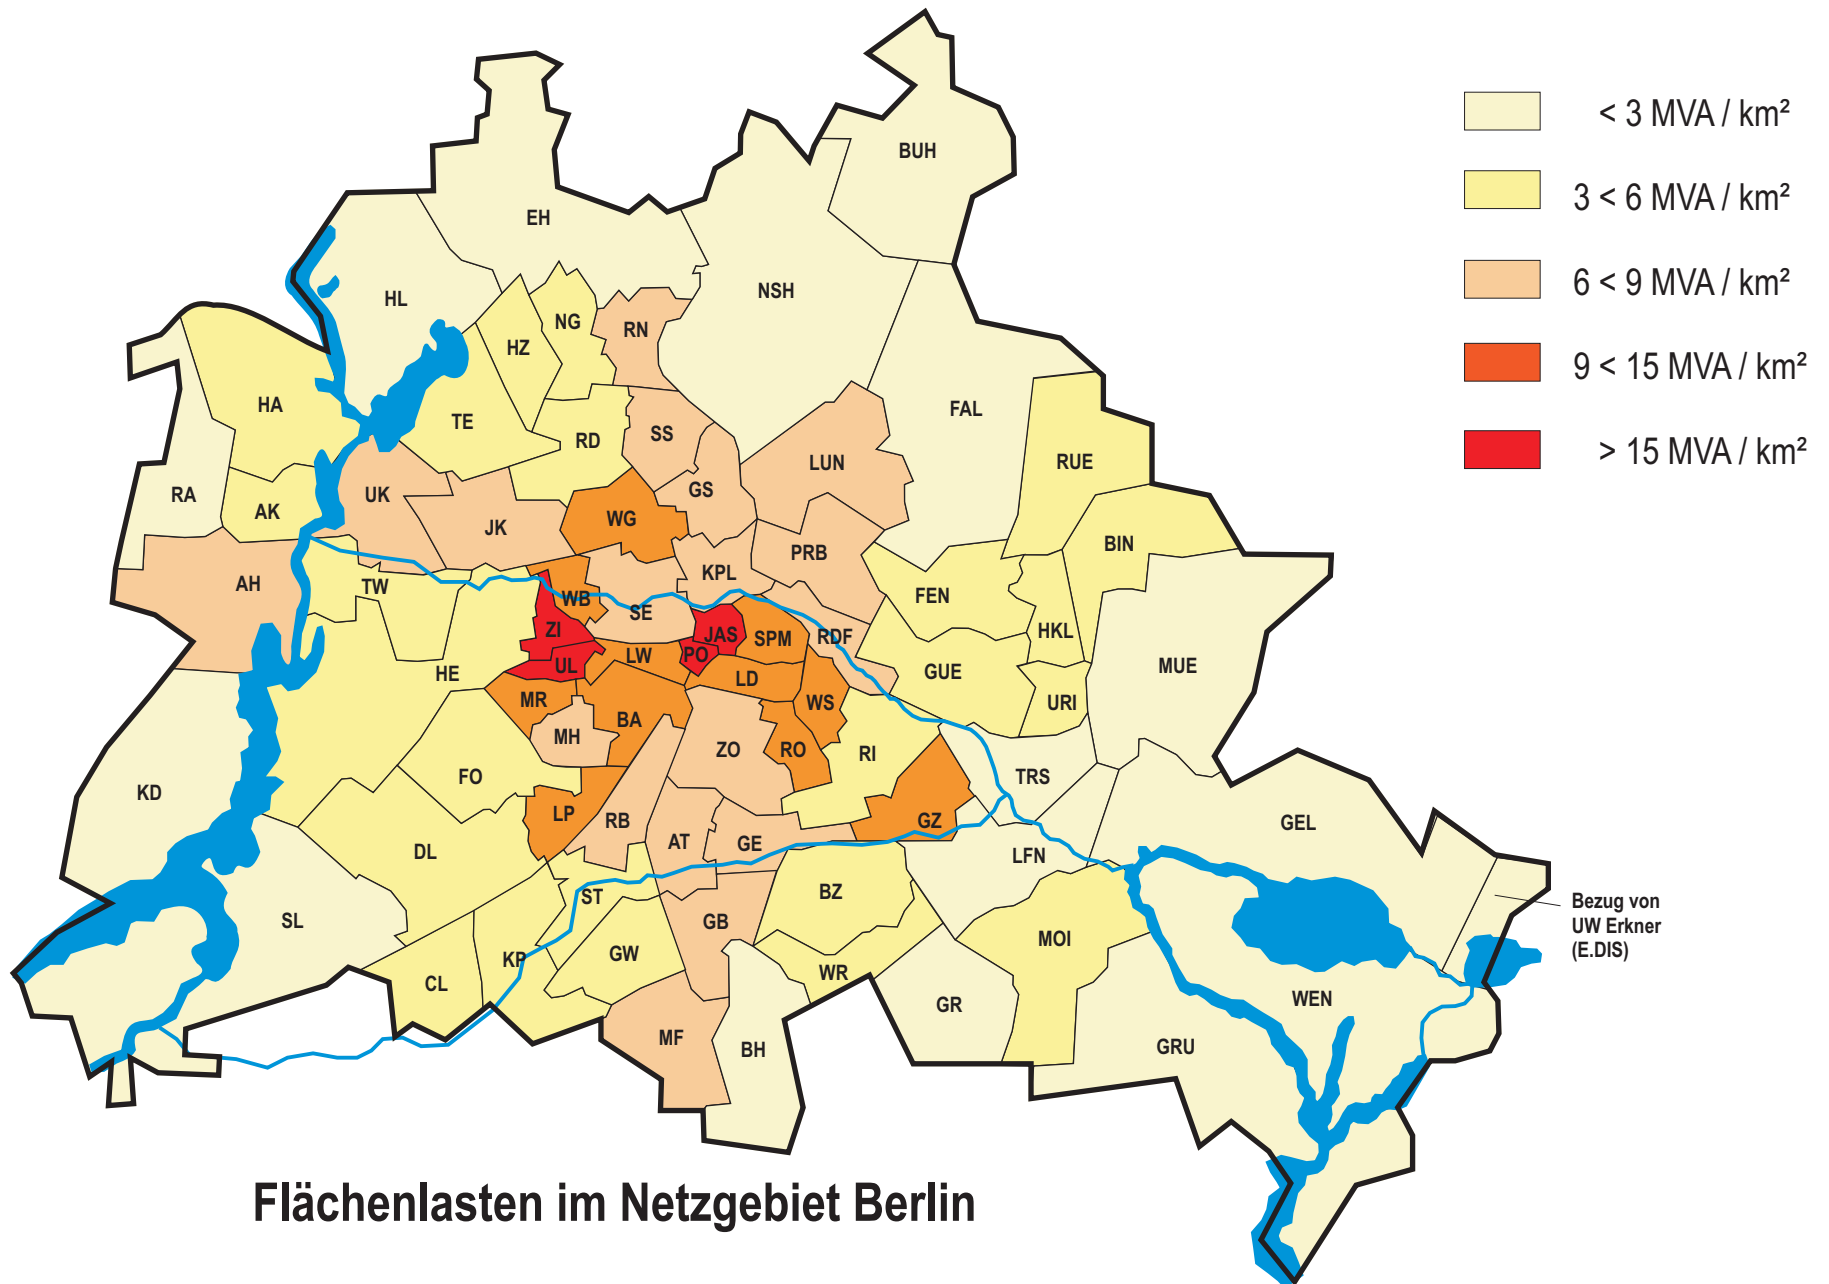 BUH
< 3 MVA / km²
3 < 6 MVA / km²
6 < 9 MVA / km²
9 < 15 MVA / km²
> 15 MVA / km²
EH
NSH
HL
NG
RN
HZ
HA
TE
FAL
RD
SS
LUN
RUE
RA
UK
GS
AK
WG
JK
BIN
PRB
KPL
AH
TW
WB
FEN
SE
ZI
JAS
SPM
RDF
HKL
PO
LW
UL
HE
LD
GUE
MUE
MR
WS
URI
BA
MH
ZO
RO
RI
FO
TRS
KD
LP
RB
GZ
GEL
AT
GE
DL
LFN
BZ
ST
SL
GB
MOI
Bezug von
UW Erkner
(E.DIS)
GW
KP
WR
CL
WEN
GR
MF
BH
GRU
Flächenlasten im Netzgebiet Berlin